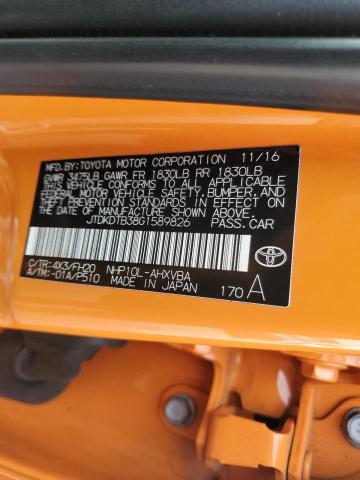 MFD. BY: TOYOTA MOTOR CORPORATION 11/16
GVWR 3475LB GAWR FR 1830LB RR 1830LB
THIS VEHICLE CONFORMS TO ALL APPLICABLE
FEDERAL MOTOR VEHICLE SAFETY, BUMPER, AND
THEFT PREVENTION STANDARDS IN EFFECT ON
THE DATE OF MANUFACTURE SHOWN ABOVE.
JTDKDTB38G1589826 PASS.CAR
C/TR: 4X3/FH20 NHP10L-AHXVBA
A/TM: -01A/P510 MADE IN JAPAN 170 A
TOYOTA